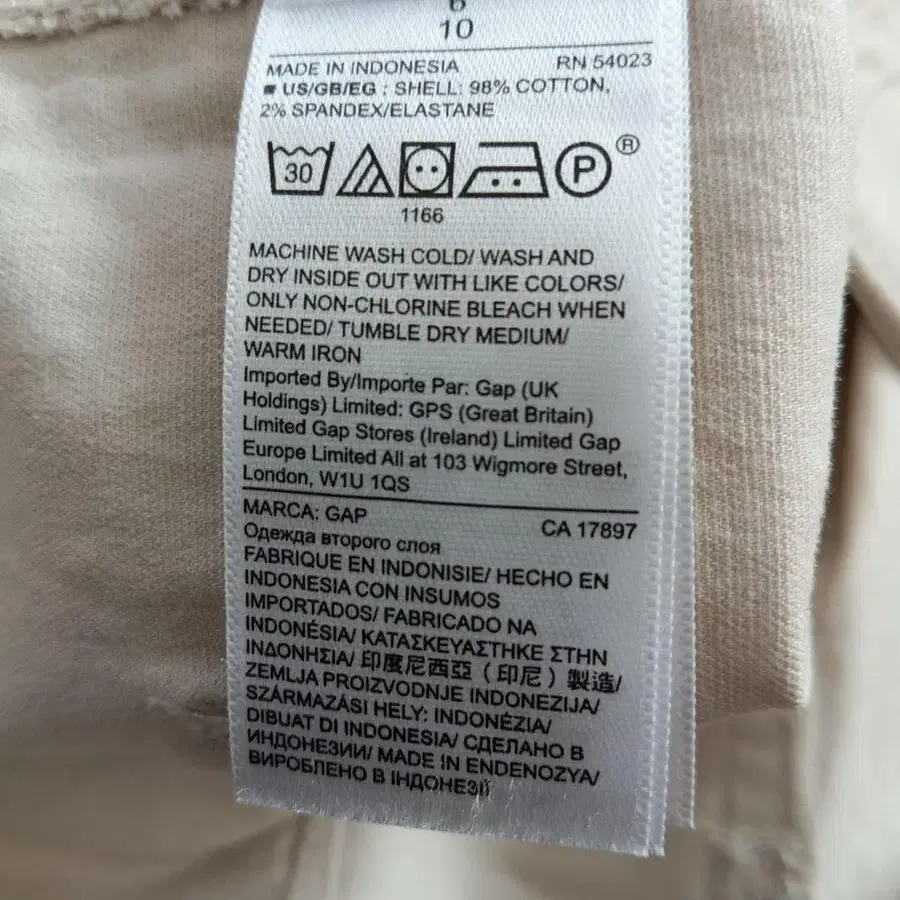 6
10
MADE IN INDONESIA RN 54023
US/GB/EG : SHELL: 98% COTTON,
2% SPANDEX/ELASTANE
30 P ®
1166
MACHINE WASH COLD/ WASH AND
DRY INSIDE OUT WITH LIKE COLORS/
ONLY NON-CHLORINE BLEACH WHEN
NEEDED/ TUMBLE DRY MEDIUM/
WARM IRON
Imported By/Importe Par: Gap (UK
Holdings) Limited: GPS (Great Britain)
Limited Gap Stores (Ireland) Limited Gap
Europe Limited All at 103 Wigmore Street,
London, W1U 1QS
MARCA: GAP CA 17897
Одежда второго слоя
FABRIQUE EN INDONISIE/ HECHO EN
INDONESIA CON INSUMOS
IMPORTADOS/ FABRICADO NA
INDONÉSIA/ ΚΑΤΑΣΚΕΥΑΣΤΗΚΕ ΣΤΗΝ
ΙΝΔΟΝΗΣΙΑ/ 印度尼西亞（印尼）製造/
ZEMLJA PROIZVODNJE INDONEZIJA/
SZÁRMAZÁSI HELY: INDONÉZIA/
DIBUAT DI INDONESIA/ СДЕЛАНО В
ИНДОНЕЗИИ/ MADE IN ENDENOZYA/
ВИРОБЛЕНО В ІНДОНЕЗІЇ